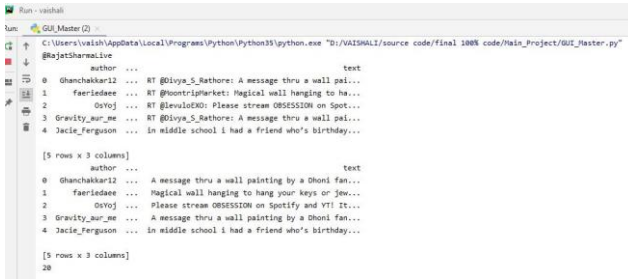 Run - vaishali
Run: GUI_Master (2) ×
C:\Users\vaish\AppData\Local\Programs\Python\Python35\python.exe "D:/VAISHALI/source code/final 100% code/Main_Project/GUI_Master.py"
@RajatSharmaLive
author ... text
0 Ghanchakkar12 ... RT @Divya_S_Rathore: A message thru a wall pai...
1 faeriedaee ... RT @MoontripMarket: Magical wall hanging to ha...
2 OsYoj ... RT @levuloEXO: Please stream OBSESSION on Spot...
3 Gravity_aur_me ... RT @Divya_S_Rathore: A message thru a wall pai...
4 Jacie_Ferguson ... in middle school i had a friend who's birthday...
[5 rows x 3 columns]
author ... text
0 Ghanchakkar12 ... A message thru a wall painting by a Dhoni fan...
1 faeriedaee ... Magical wall hanging to hang your keys or jew...
2 OsYoj ... Please stream OBSESSION on Spotify and YT! It...
3 Gravity_aur_me ... A message thru a wall painting by a Dhoni fan...
4 Jacie_Ferguson ... in middle school i had a friend who's birthday...
[5 rows x 3 columns]
20